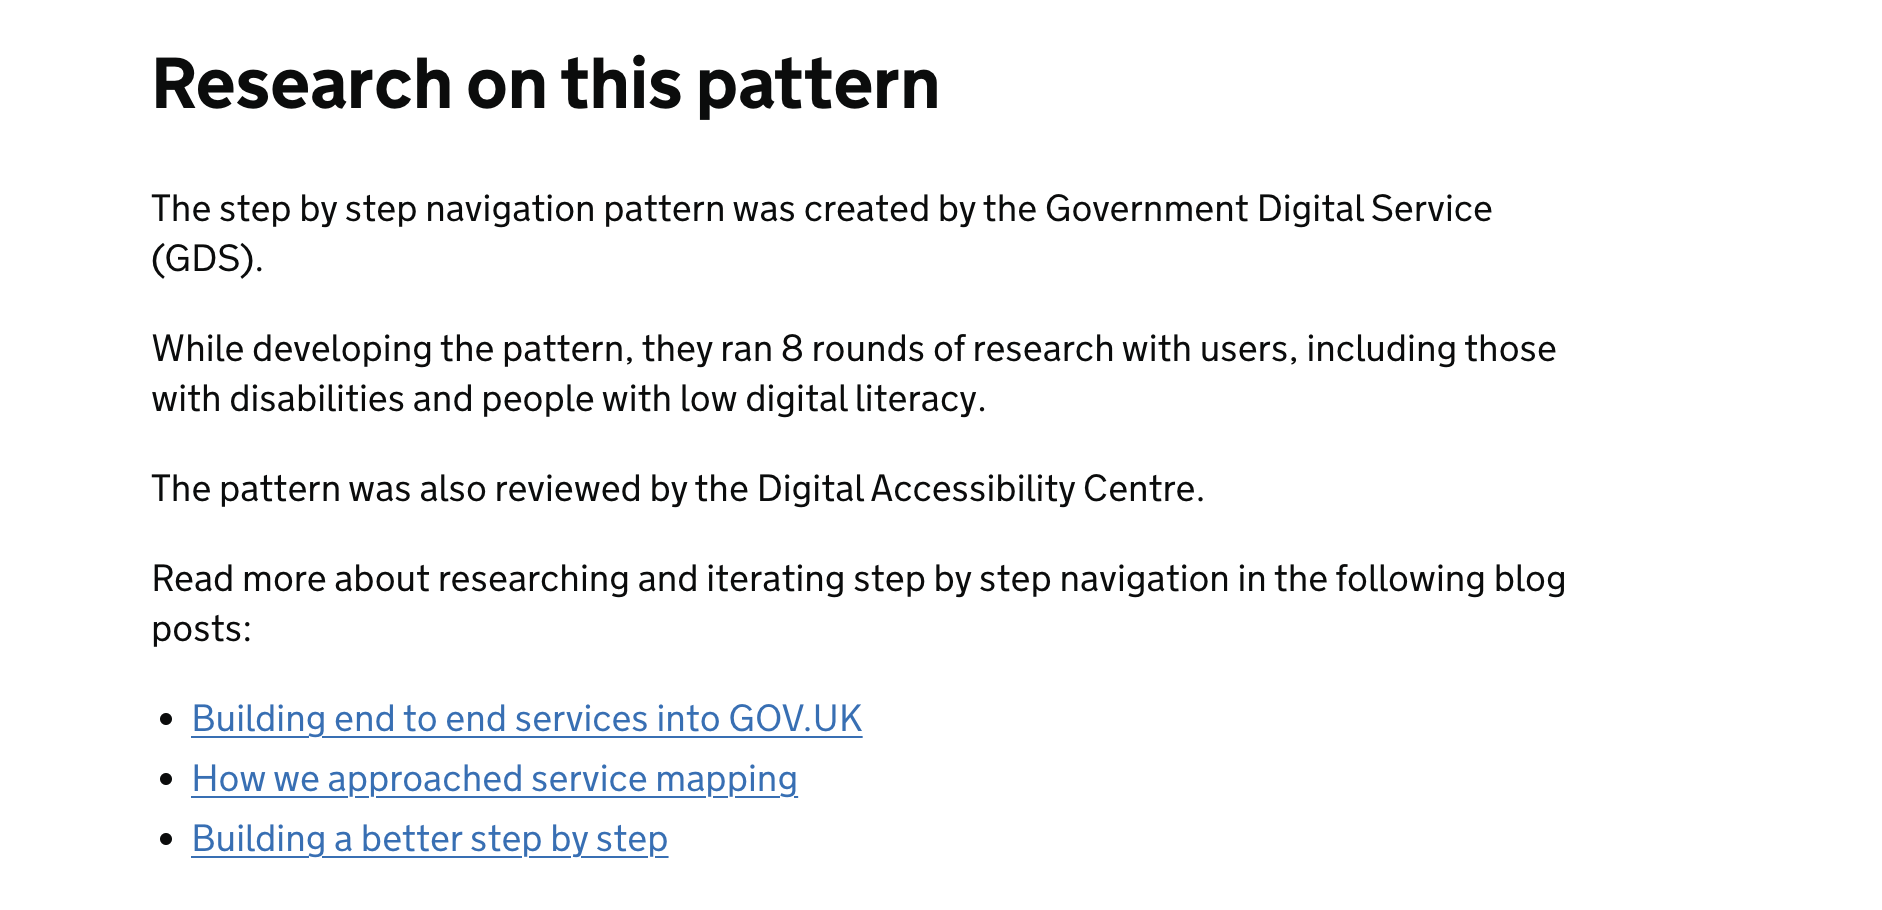 Research on this pattern
The step by step navigation pattern was created by the Government Digital Service
(GDS).
While developing the pattern, they ran 8 rounds of research with users, including those
with disabilities and people with low digital literacy.
The pattern was also reviewed by the Digital Accessibility Centre.
Read more about researching and iterating step by step navigation in the following blog
posts:
• Building end to end services into GOV.UK
• How we approached service mapping
• Building a better step by step